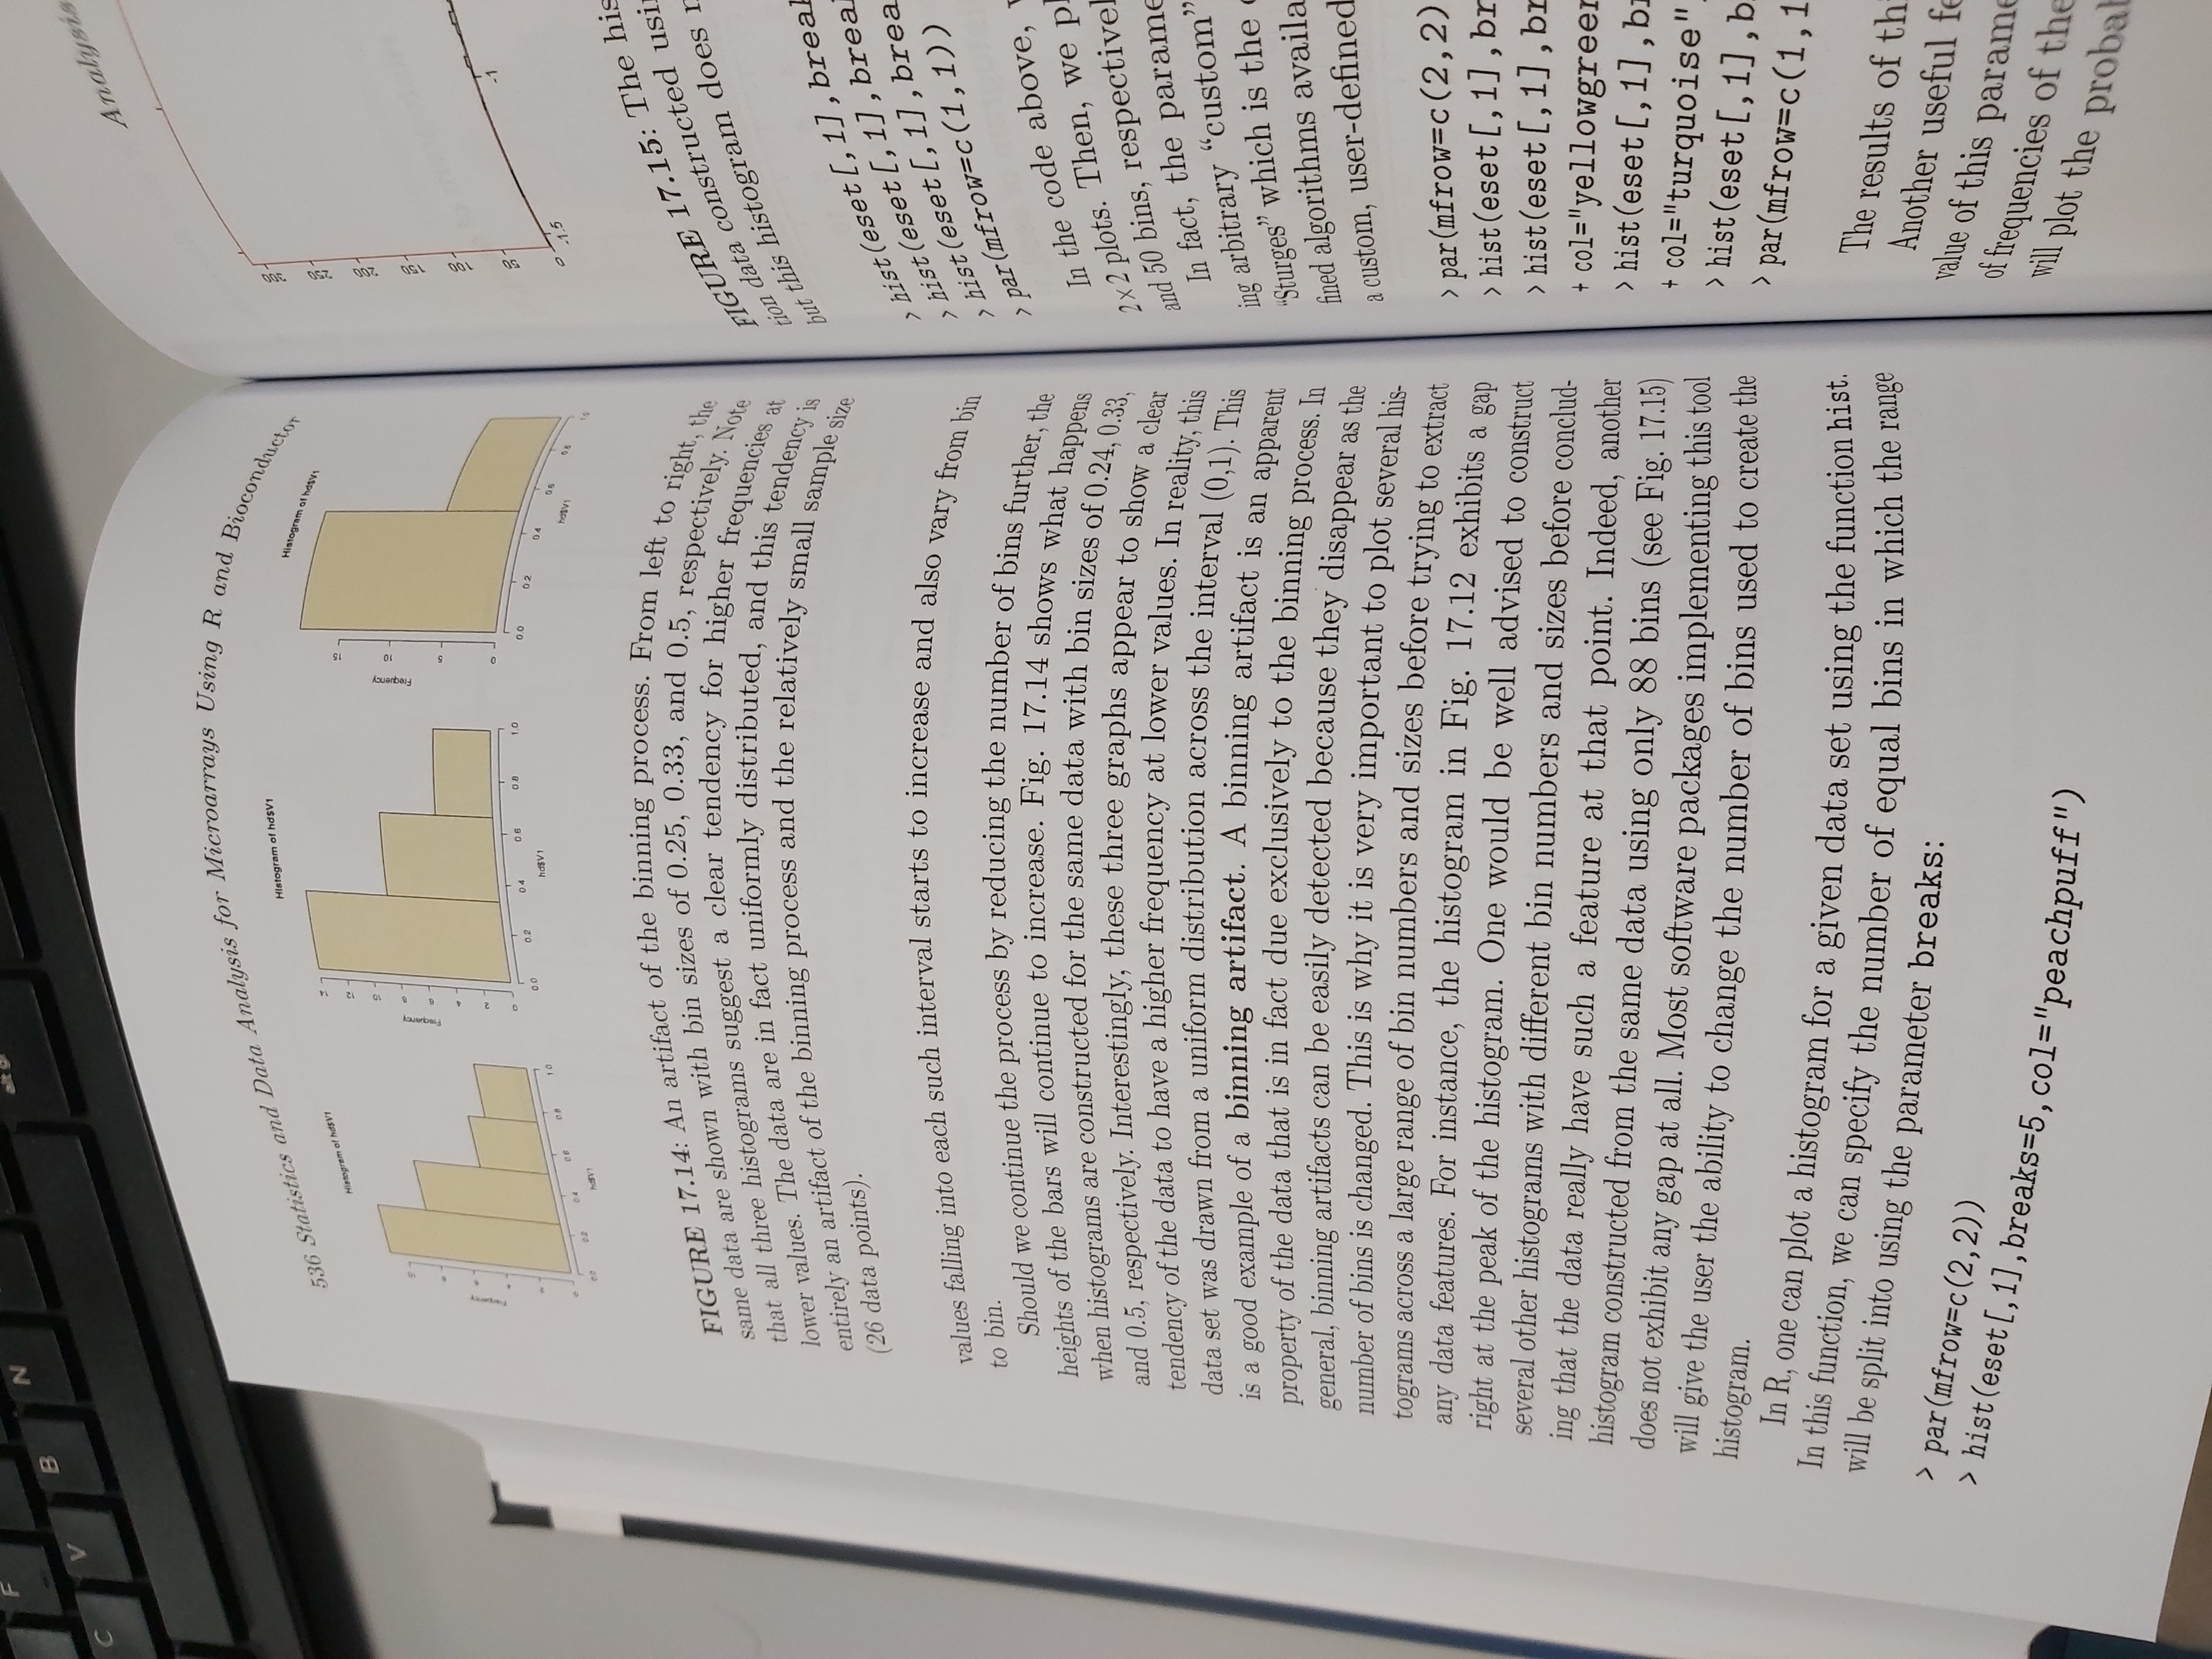 F
C
V
B
N
alt gr
536 Statistics and Data Analysis for Microarrays Using R and Bioconductor
Histogram of hd$V1
Frequency
0 2 4 6 8 10
0.0 0.2 0.4 0.6 0.8 1.0
hd$V1
Histogram of hd$V1
Frequency
0 2 4 6 8 10 12 14
0.0 0.2 0.4 0.6 0.8 1.0
hd$V1
Histogram of hd$V1
Frequency
0 5 10 15
0.0 0.2 0.4 0.6 0.8 1.0
hd$V1
FIGURE 17.14: An artifact of the binning process. From left to right, the
same data are shown with bin sizes of 0.25, 0.33, and 0.5, respectively. Note
that all three histograms suggest a clear tendency for higher frequencies at
lower values. The data are in fact uniformly distributed, and this tendency is
entirely an artifact of the binning process and the relatively small sample size
(26 data points).
values falling into each such interval starts to increase and also vary from bin
to bin.
Should we continue the process by reducing the number of bins further, the
heights of the bars will continue to increase. Fig. 17.14 shows what happens
when histograms are constructed for the same data with bin sizes of 0.24, 0.33,
and 0.5, respectively. Interestingly, these three graphs appear to show a clear
tendency of the data to have a higher frequency at lower values. In reality, this
data set was drawn from a uniform distribution across the interval (0,1). This
is a good example of a binning artifact. A binning artifact is an apparent
property of the data that is in fact due exclusively to the binning process. In
general, binning artifacts can be easily detected because they disappear as the
number of bins is changed. This is why it is very important to plot several his-
tograms across a large range of bin numbers and sizes before trying to extract
any data features. For instance, the histogram in Fig. 17.12 exhibits a gap
right at the peak of the histogram. One would be well advised to construct
several other histograms with different bin numbers and sizes before conclud-
ing that the data really have such a feature at that point. Indeed, another
histogram constructed from the same data using only 88 bins (see Fig. 17.15)
does not exhibit any gap at all. Most software packages implementing this tool
will give the user the ability to change the number of bins used to create the
histogram.
In R, one can plot a histogram for a given data set using the function hist.
In this function, we can specify the number of equal bins in which the range
will be split into using the parameter breaks:
> par(mfrow=c(2,2))
> hist(eset[,1],breaks=5,col="peachpuff")
Analysis
0 50 100 150 200 250 300
-1.5 -1
FIGURE 17.15: The his
tion data constructed usi
but this histogram does n
> hist(eset[,1],break
> hist(eset[,1],brea
> hist(eset[,1],brea
> par(mfrow=c(1,1))
In the code above,
2×2 plots. Then, we pl
and 50 bins, respectivel
In fact, the parame
ing arbitrary “custom”
“Sturges” which is the
fined algorithms availa
a custom, user-defined
> par(mfrow=c(2,2)
> hist(eset[,1],br
> hist(eset[,1],br
+ col="yellowgreen
> hist(eset[,1],b
+ col="turquoise"
> hist(eset[,1],b
> par(mfrow=c(1,1
The results of th
Another useful fe
value of this parame
of frequencies of the
will plot the probab